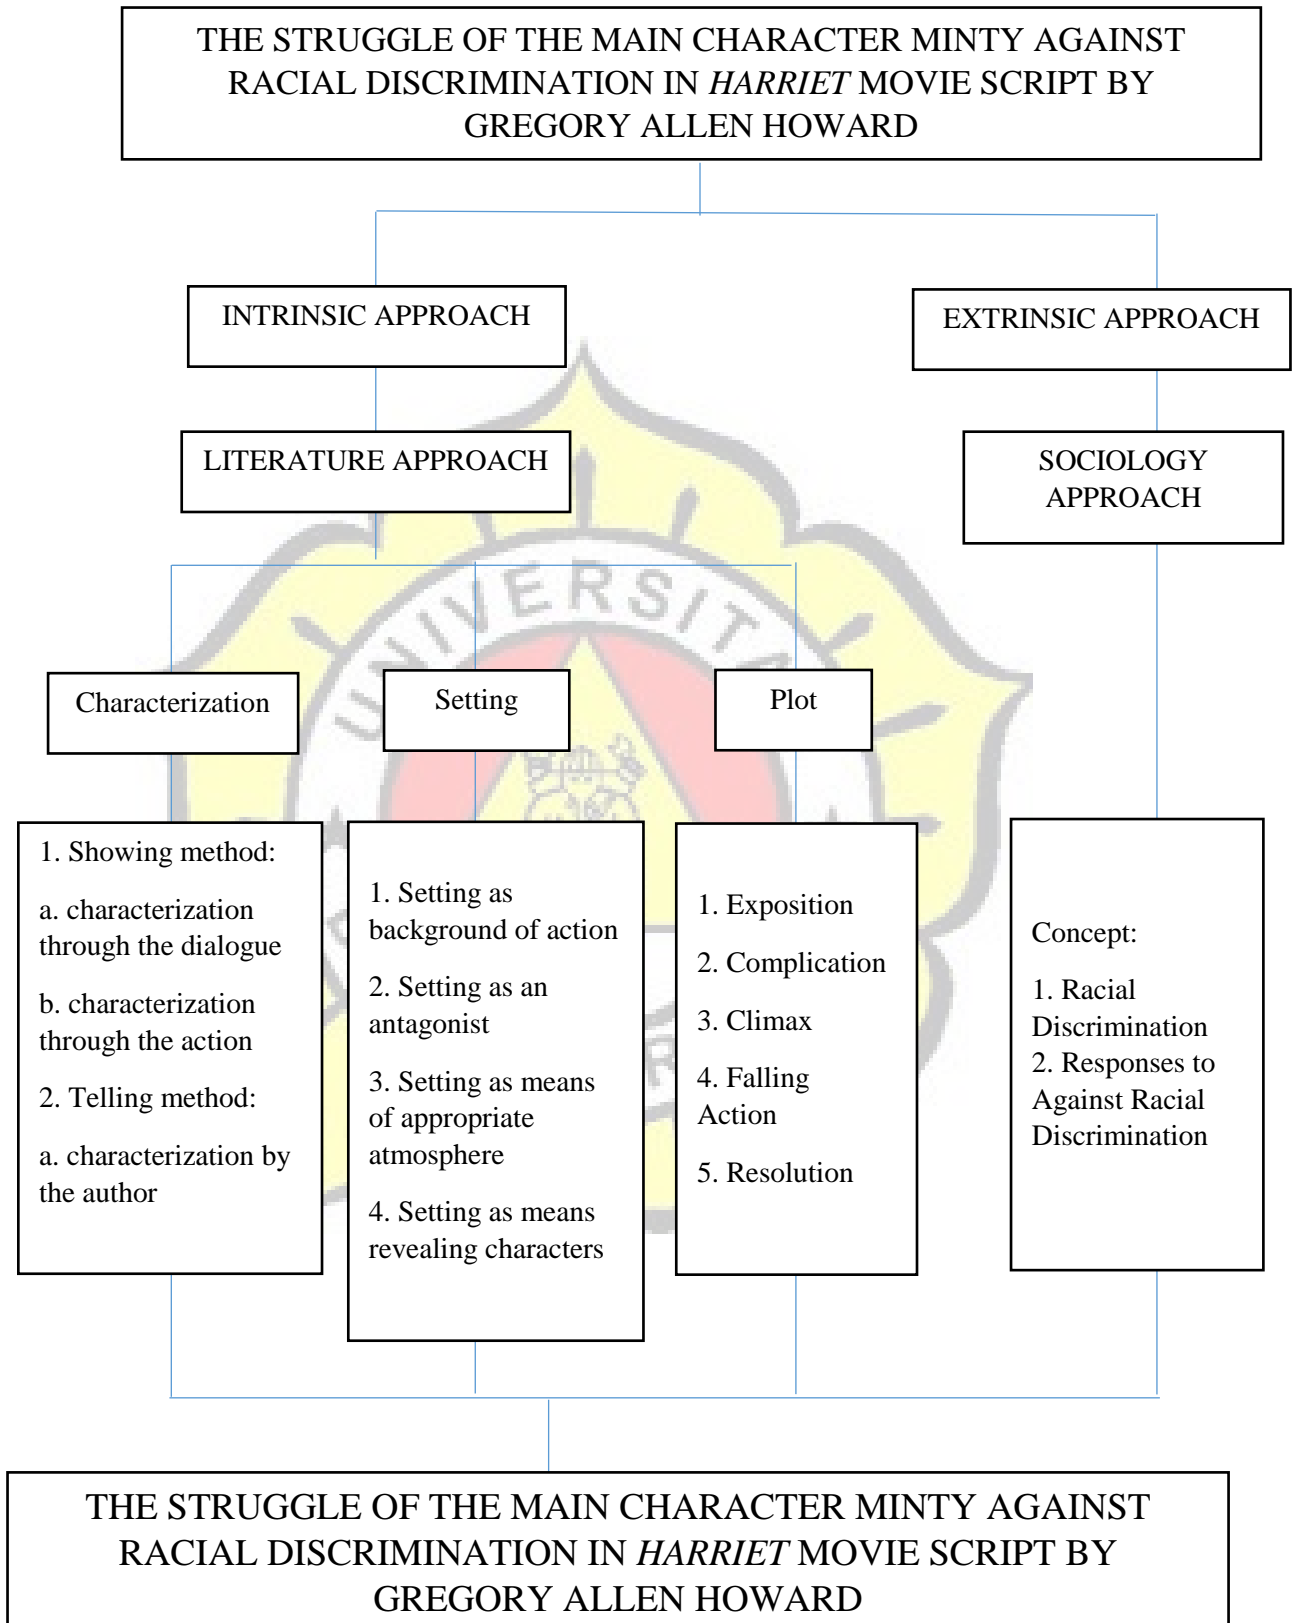 THE STRUGGLE OF THE MAIN CHARACTER MINTY AGAINST
RACIAL DISCRIMINATION IN HARRIET MOVIE SCRIPT BY
GREGORY ALLEN HOWARD
INTRINSIC APPROACH
EXTRINSIC APPROACH
LITERATURE APPROACH
SOCIOLOGY
APPROACH
UNIVERSITA
Characterization
Setting
Plot
1. Showing method:
a. characterization
through the dialogue
b. characterization
through the action
2. Telling method:
a. characterization by
the author
1. Setting as
background of action
2. Setting as an
antagonist
3. Setting as means
of appropriate
atmosphere
4. Setting as means
revealing characters
1. Exposition
2. Complication
3. Climax
4. Falling
Action
5. Resolution
Concept:
1. Racial
Discrimination
2. Responses to
Against Racial
Discrimination
THE STRUGGLE OF THE MAIN CHARACTER MINTY AGAINST
RACIAL DISCRIMINATION IN HARRIET MOVIE SCRIPT BY
GREGORY ALLEN HOWARD